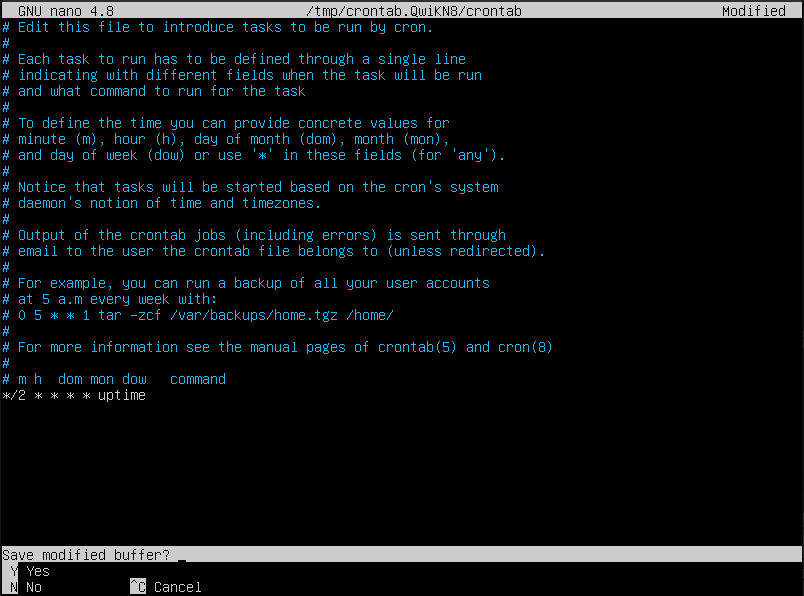 GNU nano 4.8 /tmp/crontab.QwiKN8/crontab Modified
# Edit this file to introduce tasks to be run by cron.
#
# Each task to run has to be defined through a single line
# indicating with different fields when the task will be run
# and what command to run for the task
#
# To define the time you can provide concrete values for
# minute (m), hour (h), day of month (dom), month (mon),
# and day of week (dow) or use '*' in these fields (for 'any').
#
# Notice that tasks will be started based on the cron's system
# daemon's notion of time and timezones.
#
# Output of the crontab jobs (including errors) is sent through
# email to the user the crontab file belongs to (unless redirected).
#
# For example, you can run a backup of all your user accounts
# at 5 a.m every week with:
# 0 5 * * 1 tar -zcf /var/backups/home.tgz /home/
#
# For more information see the manual pages of crontab(5) and cron(8)
#
# m h  dom mon dow   command
*/2 * * * * uptime
Save modified buffer?
Y Yes
N No ^C Cancel